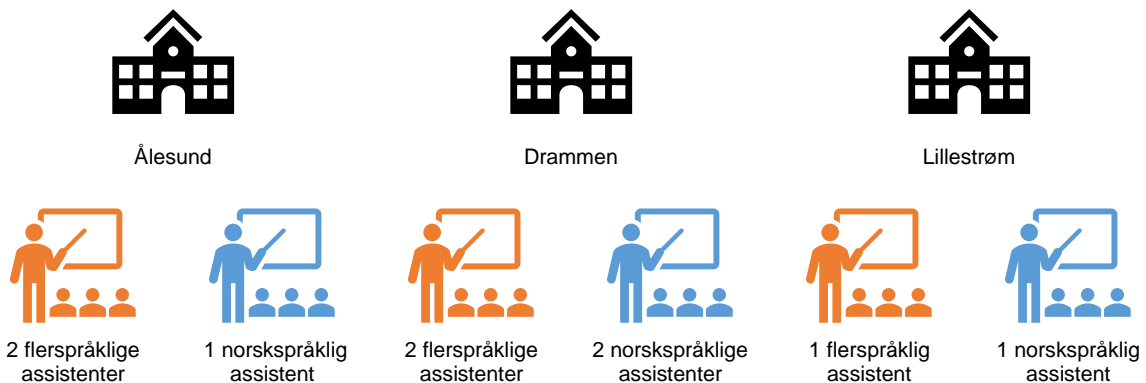 Ålesund
Drammen
Lillestrøm
2 flerspråklige
assistenter
1 norskspråklig
assistent
2 flerspråklige
assistenter
2 norskspråklige
assistenter
1 flerspråklig
assistent
1 norskspråklig
assistent